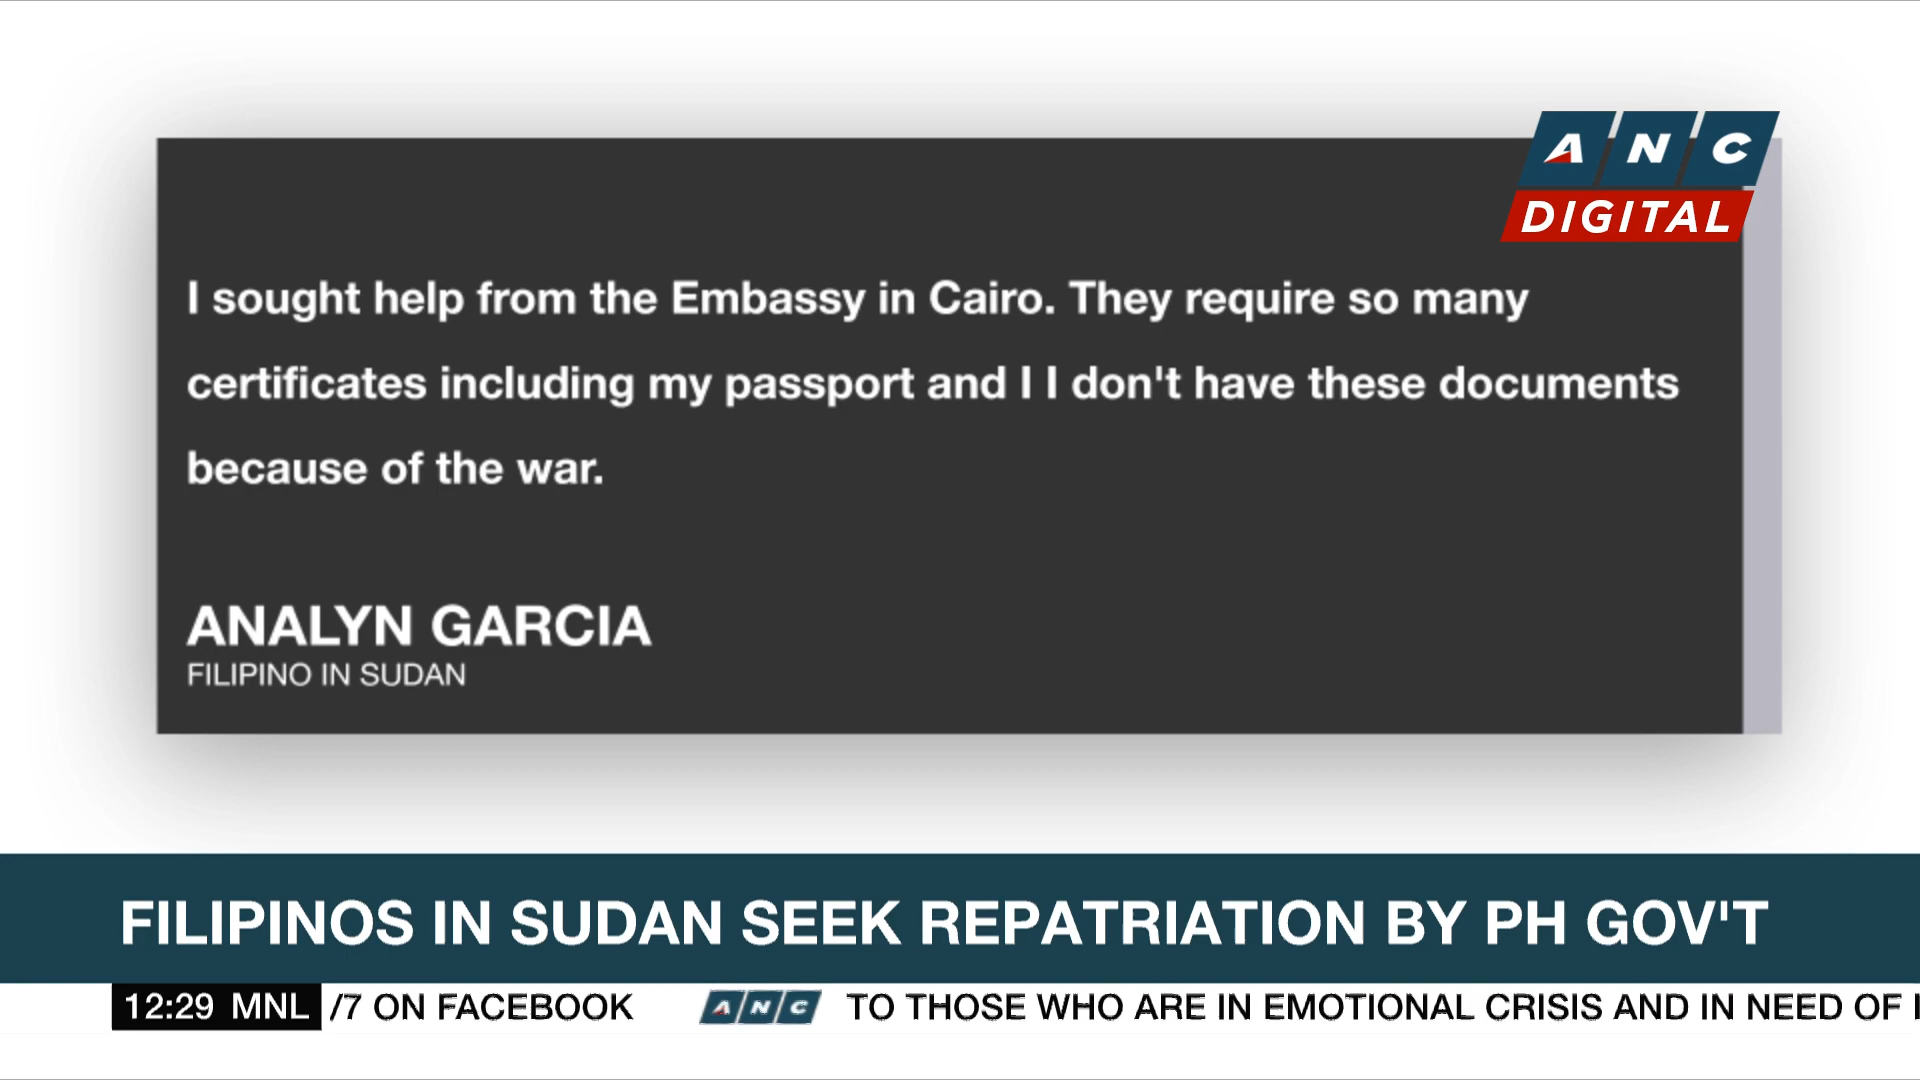 ANC
DIGITAL
I sought help from the Embassy in Cairo. They require so many
certificates including my passport and I I don't have these documents
because of the war.
ANALYN GARCIA
FILIPINO IN SUDAN
FILIPINOS IN SUDAN SEEK REPATRIATION BY PH GOV'T
12:29 MNL /7 ON FACEBOOK ANC TO THOSE WHO ARE IN EMOTIONAL CRISIS AND IN NEED OF